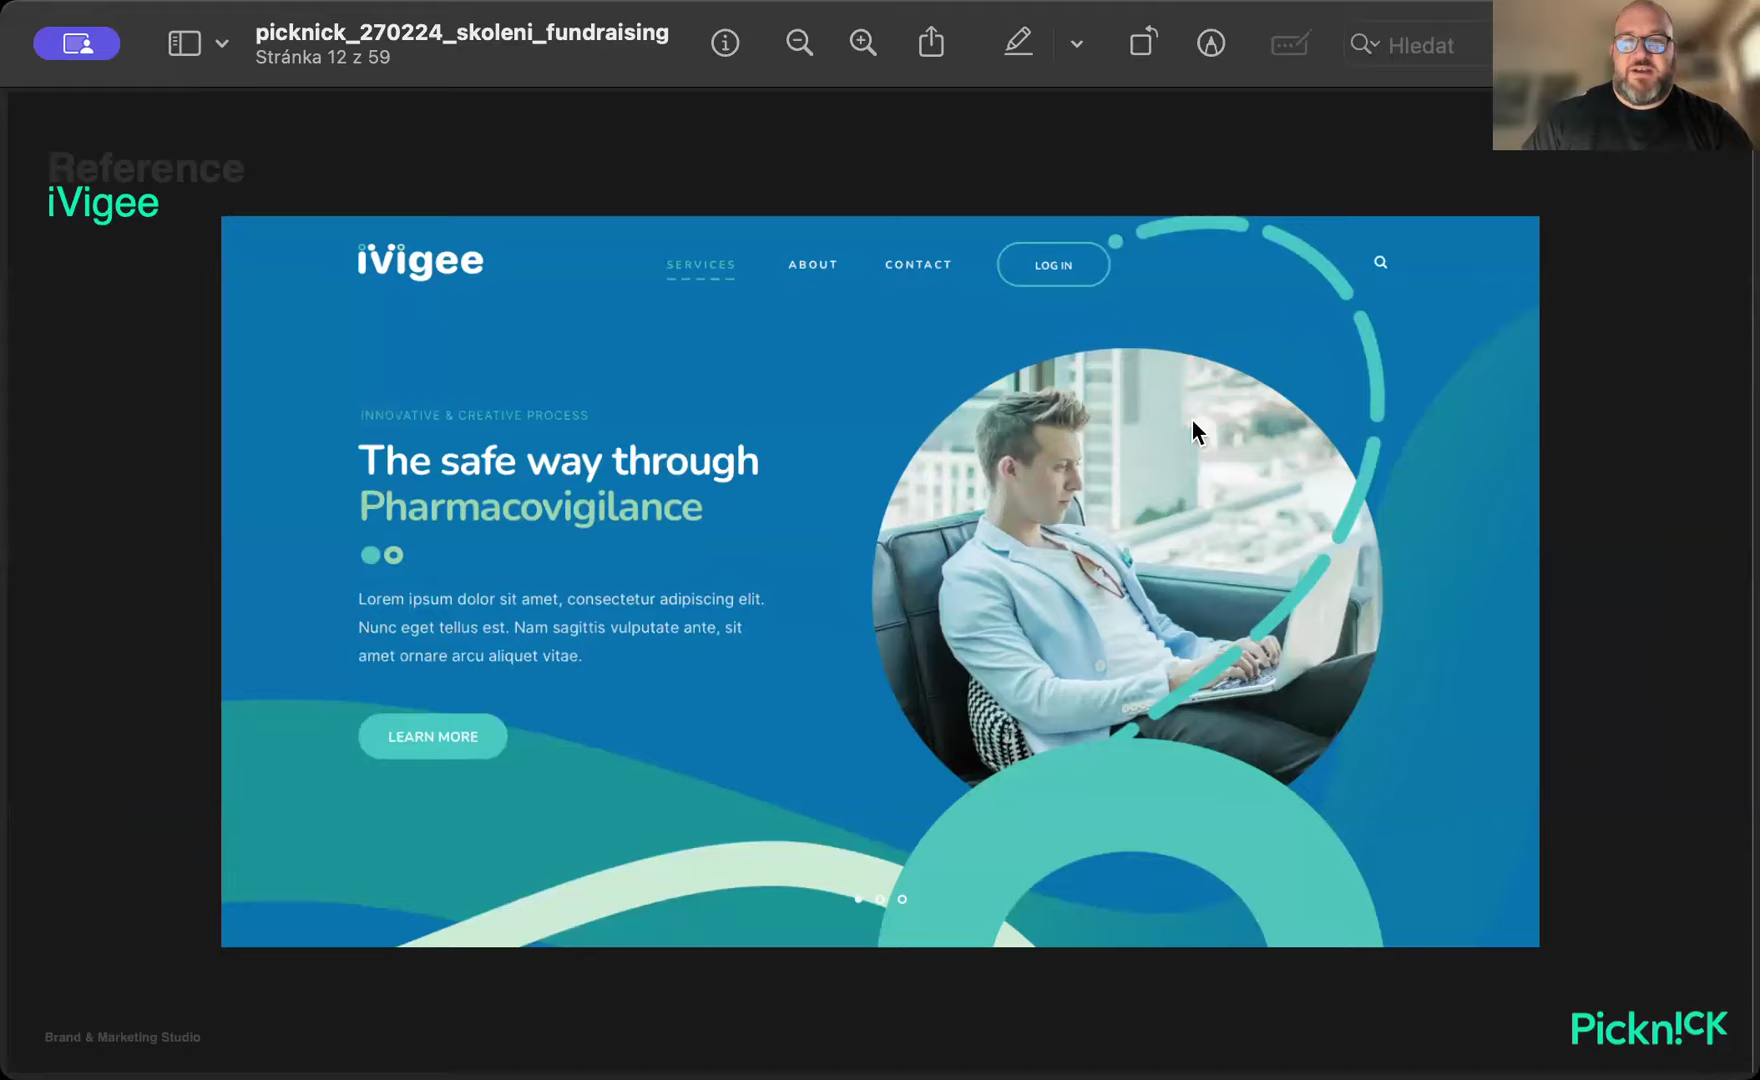 picknick_270224_skoleni_fundraising
Stránka 12 z 59
Hledat
Reference
iVigee
ivigee
SERVICES
ABOUT
CONTACT
LOG IN
INNOVATIVE & CREATIVE PROCESS
The safe way through
Pharmacovigilance
Lorem ipsum dolor sit amet, consectetur adipiscing elit.
Nunc eget tellus est. Nam sagittis vulputate ante, sit
amet ornare arcu aliquet vitae.
LEARN MORE
Brand & Marketing Studio
Pickn!CK